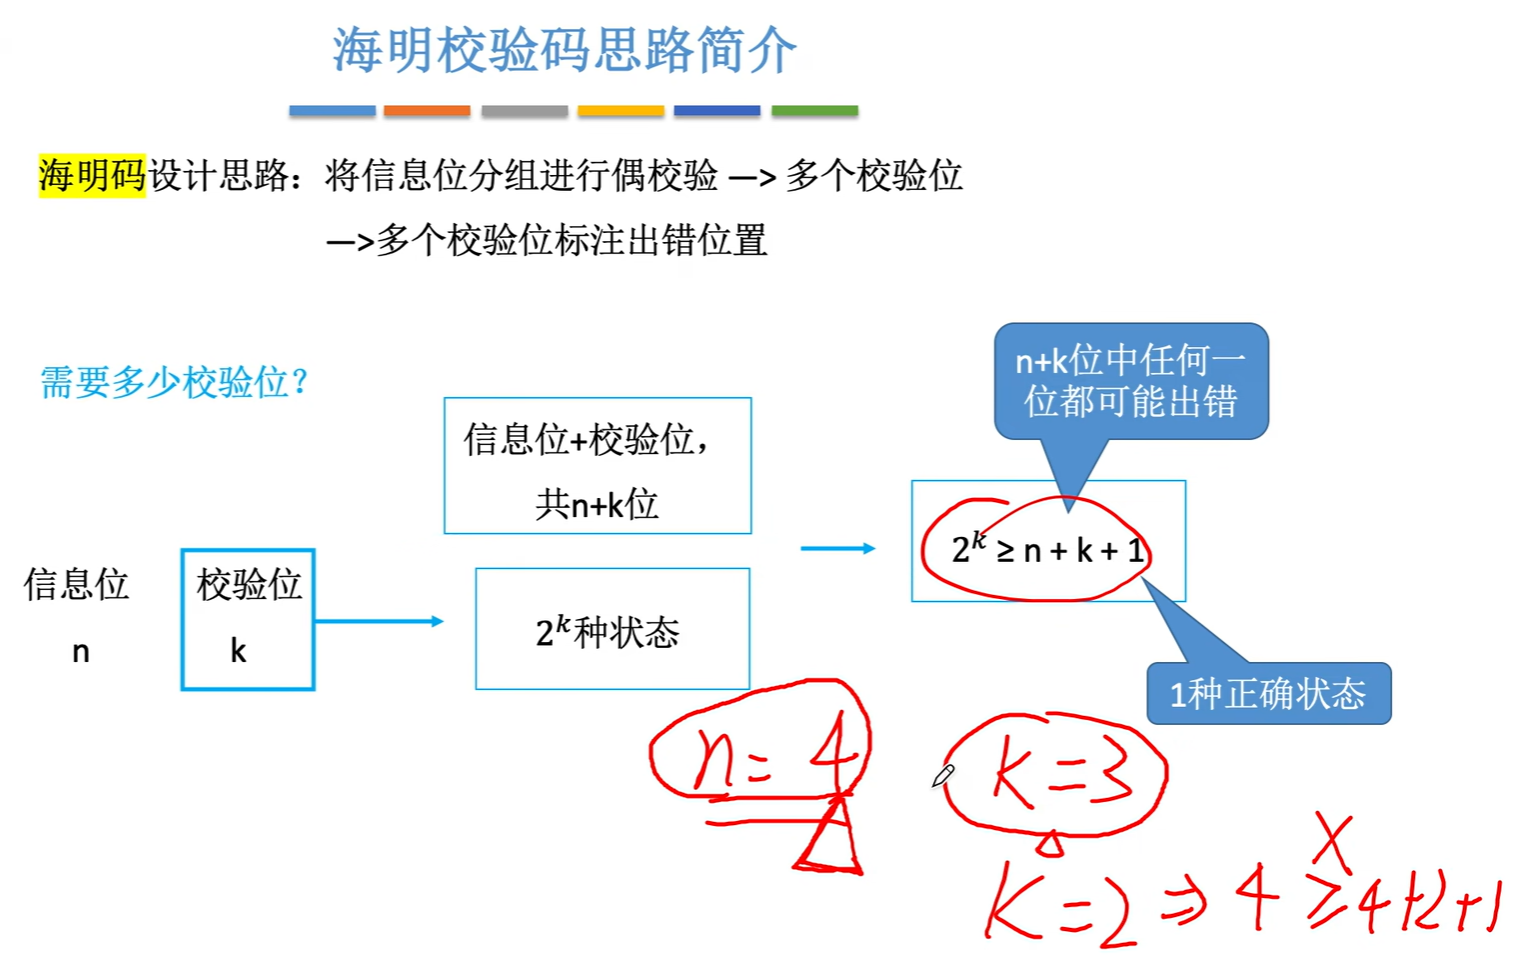 海明校验码思路简介
海明码设计思路：将信息位分组进行偶校验 —> 多个校验位
—>多个校验位标注出错位置
需要多少校验位？
n+k位中任何一
位都可能出错
信息位+校验位，
共n+k位
2^k ≥ n + k + 1
信息位
n
校验位
k
2^k种状态
1种正确状态
n = 4
K = 3
X
K = 2 ⇒ 4 ≥ 4+2+1